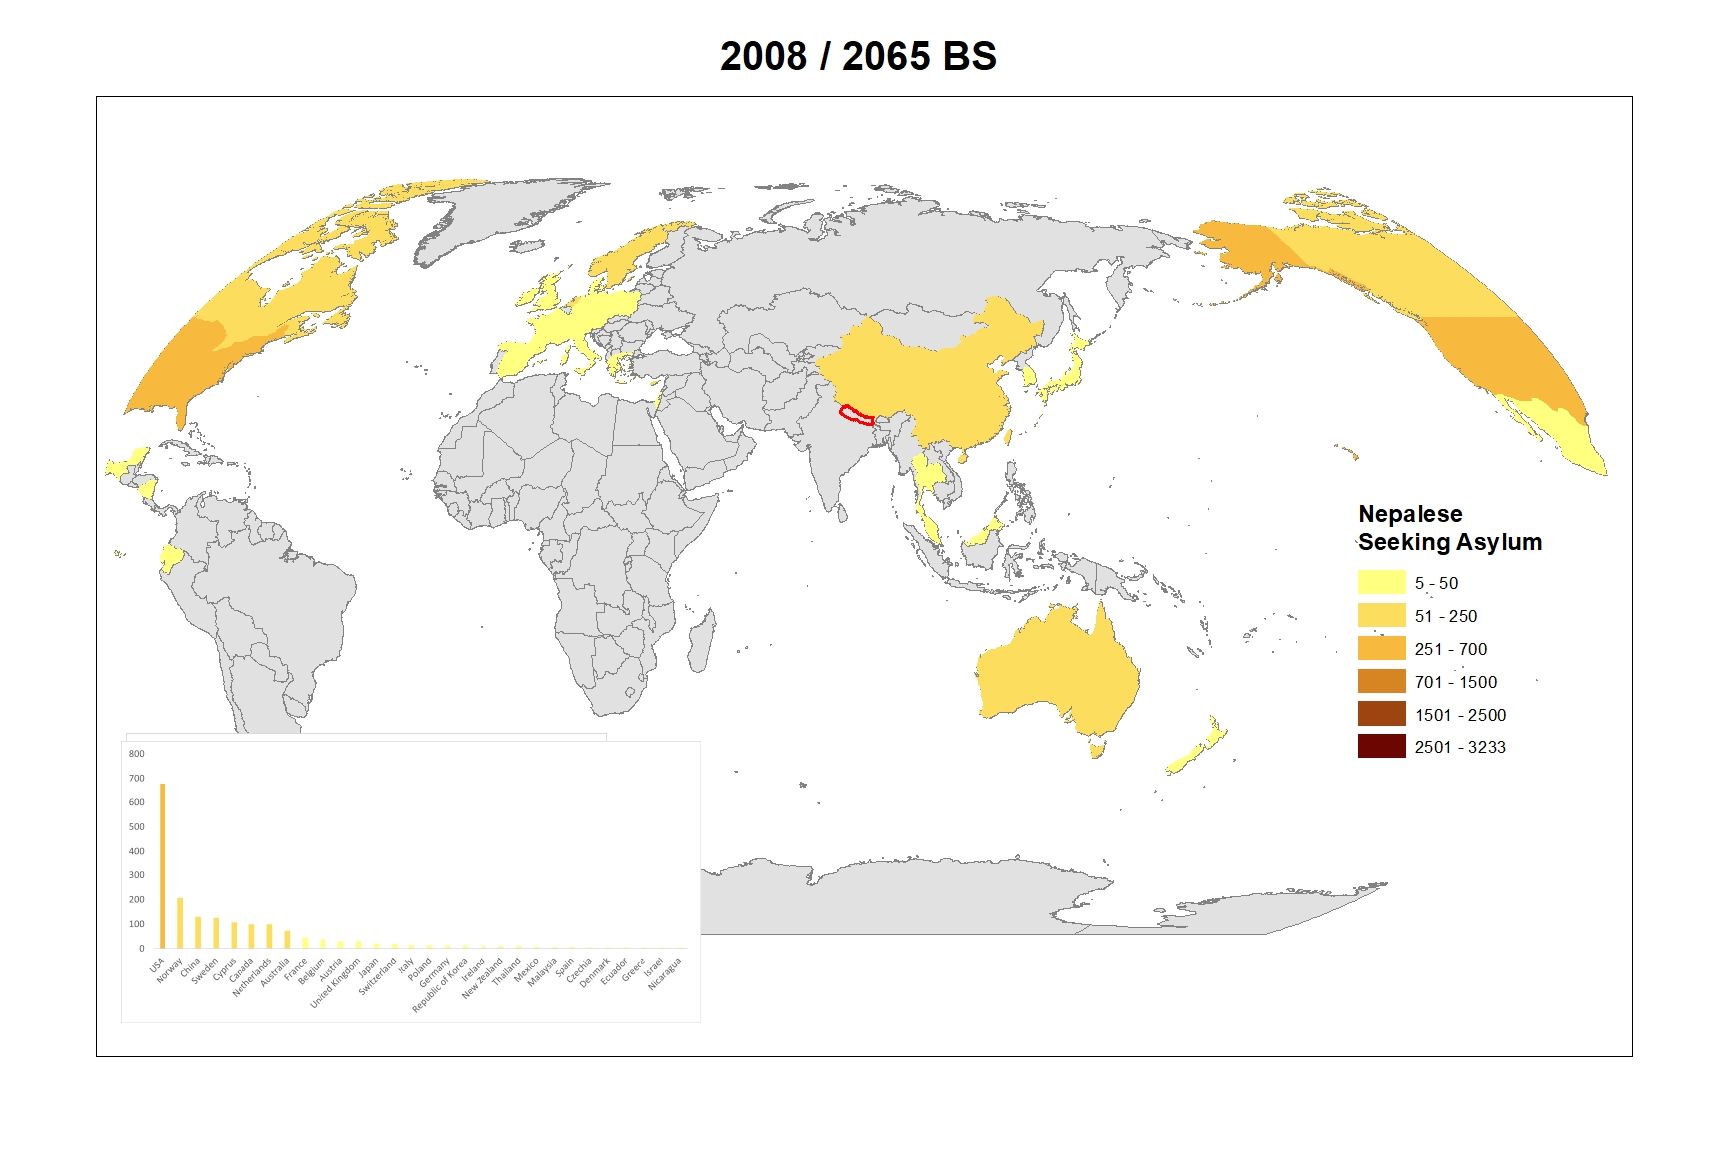 2008 / 2065 BS
Nepalese
Seeking Asylum
5 - 50
51 - 250
251 - 700
701 - 1500
1501 - 2500
2501 - 3233
800
700
600
500
400
300
200
100
0
USA
Norway
China
Sweden
Cyprus
Canada
Netherlands
Australia
France
Belgium
Austria
United Kingdom
Japan
Switzerland
Italy
Poland
Germany
Republic of Korea
Ireland
New Zealand
Thailand
Mexico
Malaysia
Spain
Czechia
Denmark
Ecuador
Greece
Israel
Nicaragua